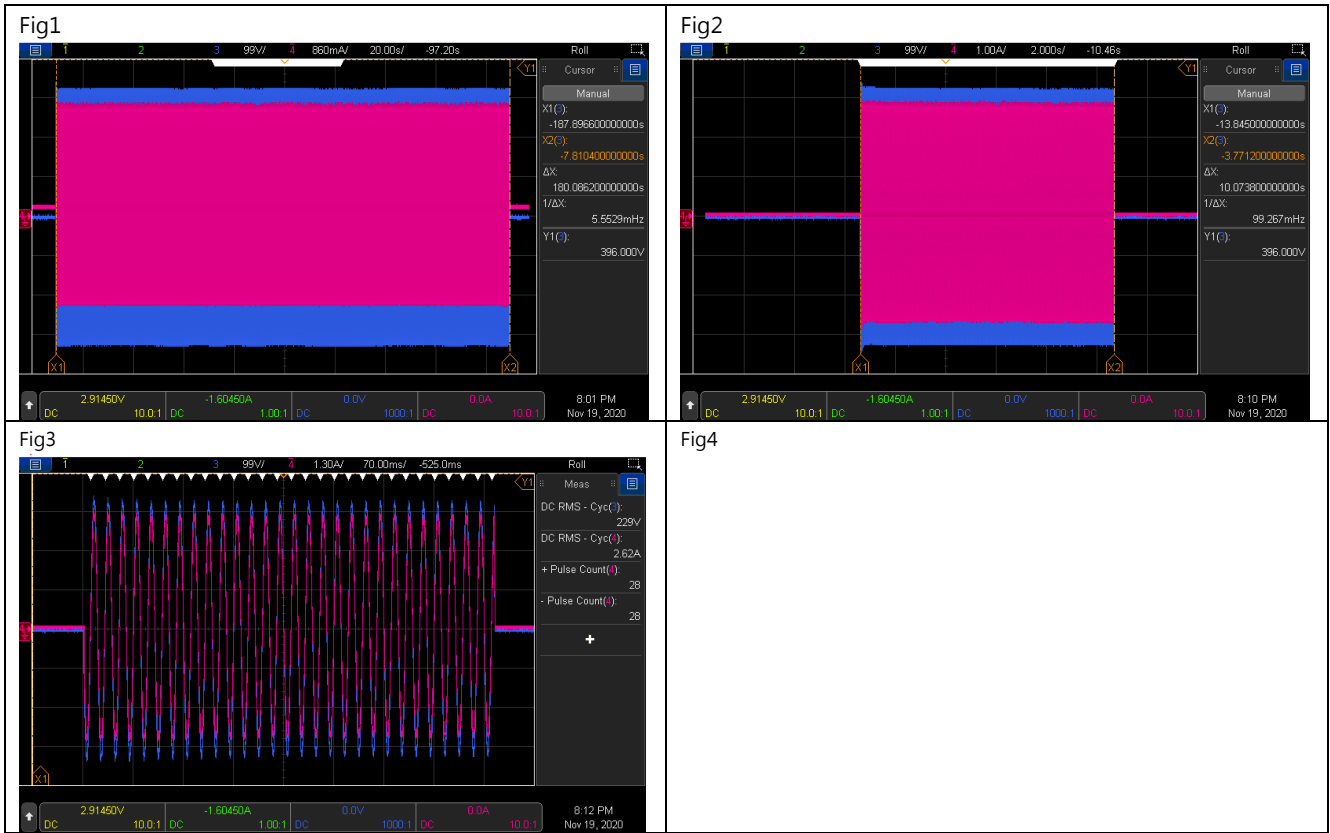 Fig1
1 2 3 99V/ 4 860mA/ 20.00s/ -97.20s Roll
Y1
Cursor
Manual
X1(3):
-187.896600000000s
X2(3):
-7.810400000000s
ΔX:
180.086200000000s
1/ΔX:
5.5529mHz
Y1(3):
396.000V
4
X1 X2
2.91450V -1.60450A 0.0V 0.0A
DC 10.0:1 DC 1.00:1 DC 1000:1 DC 10.0:1
8:01 PM
Nov 19, 2020
Fig2
1 2 3 99V/ 4 1.00A/ 2.000s/ -10.46s Roll
Y1
Cursor
Manual
X1(3):
-13.845000000000s
X2(3):
-3.771200000000s
ΔX:
10.073800000000s
1/ΔX:
99.267mHz
Y1(3):
396.000V
4
X1 X2
2.91450V -1.60450A 0.0V 0.0A
DC 10.0:1 DC 1.00:1 DC 1000:1 DC 10.0:1
8:10 PM
Nov 19, 2020
Fig3
1 2 3 99V/ 4 1.30A/ 70.00ms/ -525.0ms Roll
Y1
Meas
DC RMS - Cyc(3):
229V
DC RMS - Cyc(4):
2.62A
+ Pulse Count(4):
28
- Pulse Count(4):
28
+
4
X1
2.91450V -1.60450A 0.0V 0.0A
DC 10.0:1 DC 1.00:1 DC 1000:1 DC 10.0:1
8:12 PM
Nov 19, 2020
Fig4